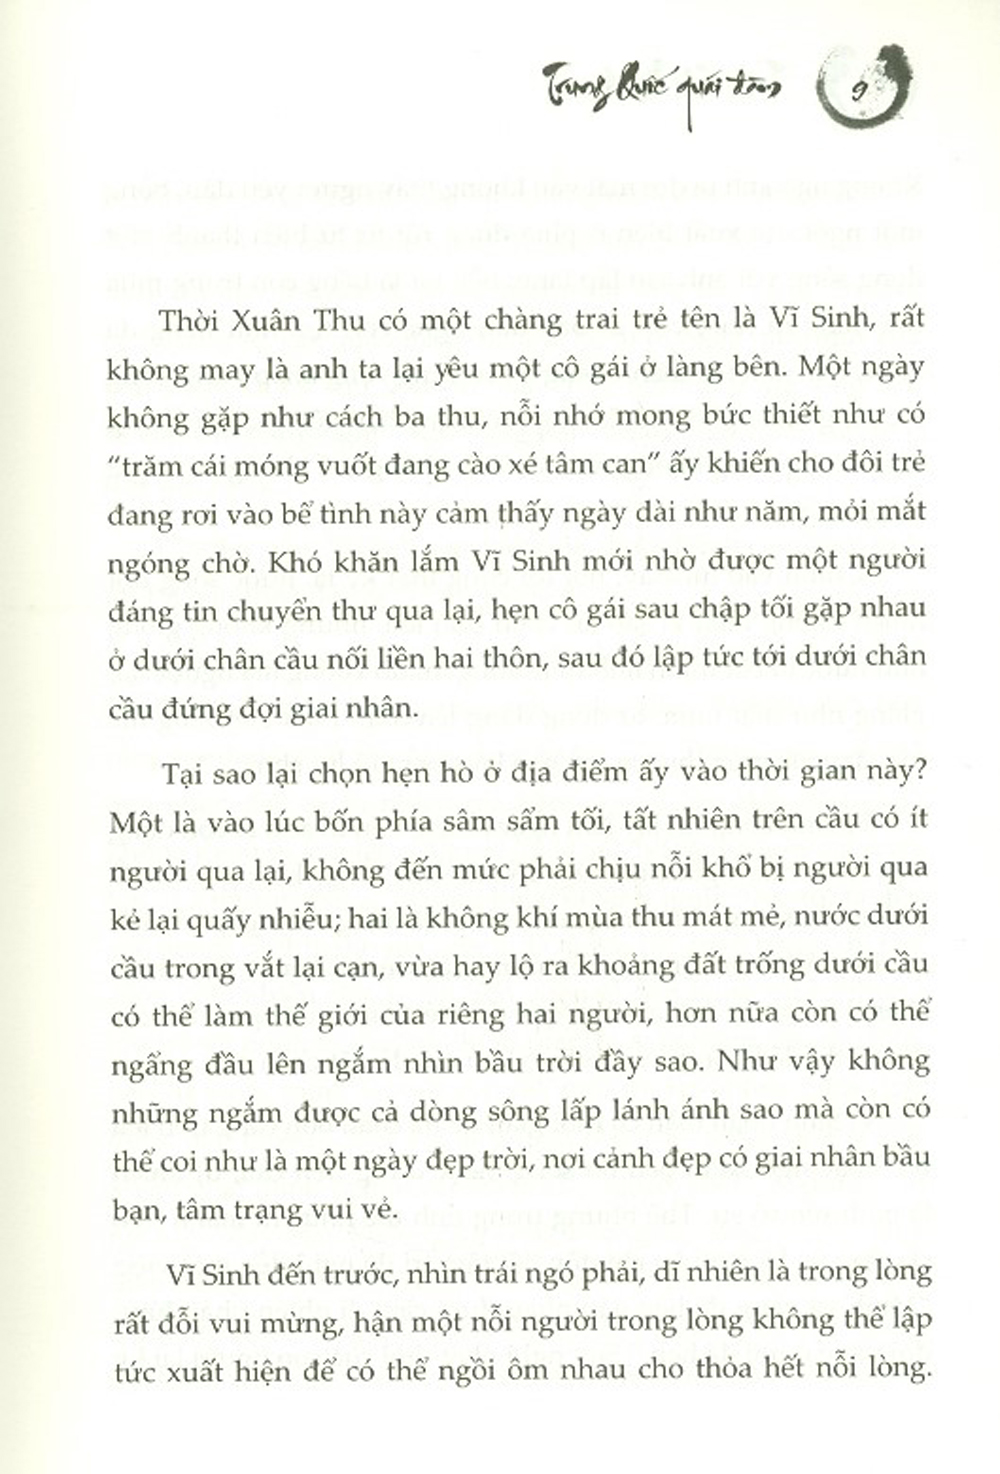 Trung Quốc quái đàm
9
Thời Xuân Thu có một chàng trai trẻ tên là Vĩ Sinh, rất
không may là anh ta lại yêu một cô gái ở làng bên. Một ngày
không gặp như cách ba thu, nỗi nhớ mong bức thiết như có
“trăm cái móng vuốt đang cào xé tâm can” ấy khiến cho đôi trẻ
đang rơi vào bể tình này cảm thấy ngày dài như năm, mỏi mắt
ngóng chờ. Khó khăn lắm Vĩ Sinh mới nhờ được một người
đáng tin chuyển thư qua lại, hẹn cô gái sau chập tối gặp nhau
ở dưới chân cầu nối liền hai thôn, sau đó lập tức tới dưới chân
cầu đứng đợi giai nhân.
Tại sao lại chọn hẹn hò ở địa điểm ấy vào thời gian này?
Một là vào lúc bốn phía sâm sẩm tối, tất nhiên trên cầu có ít
người qua lại, không đến mức phải chịu nỗi khổ bị người qua
kẻ lại quấy nhiễu; hai là không khí mùa thu mát mẻ, nước dưới
cầu trong vắt lại cạn, vừa hay lộ ra khoảng đất trống dưới cầu
có thể làm thế giới của riêng hai người, hơn nữa còn có thể
ngẩng đầu lên ngắm nhìn bầu trời đầy sao. Như vậy không
những ngắm được cả dòng sông lấp lánh ánh sao mà còn có
thể coi như là một ngày đẹp trời, nơi cảnh đẹp có giai nhân bầu
bạn, tâm trạng vui vẻ.
Vĩ Sinh đến trước, nhìn trái ngó phải, dĩ nhiên là trong lòng
rất đỗi vui mừng, hận một nỗi người trong lòng không thể lập
tức xuất hiện để có thể ngồi ôm nhau cho thỏa hết nỗi lòng.